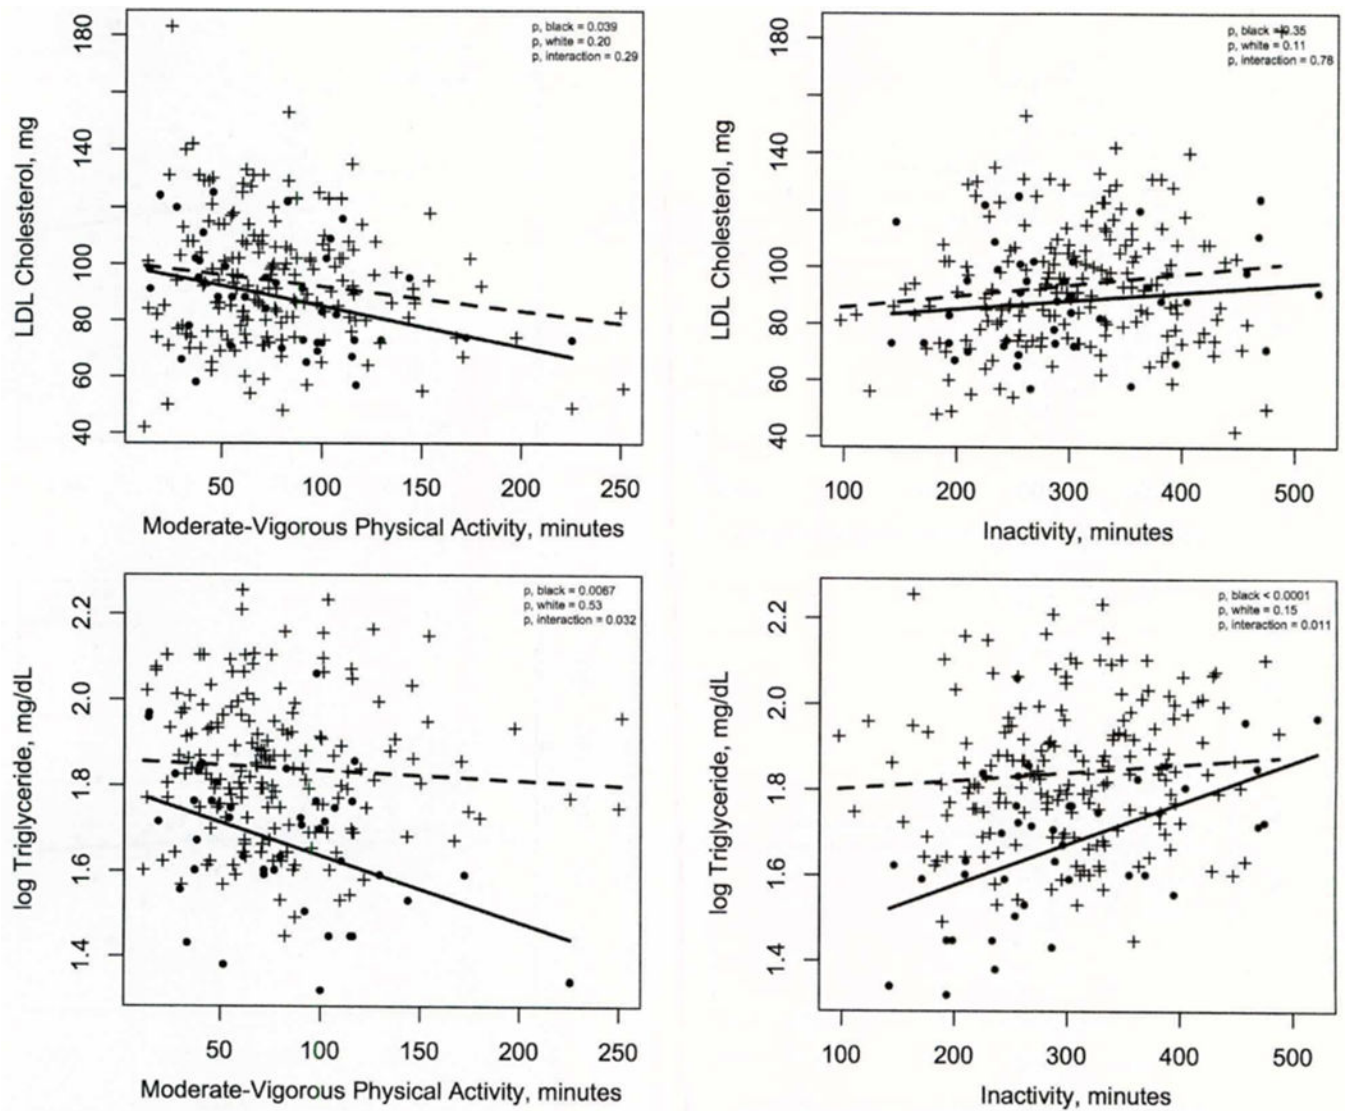 p, black = 0.039
p, white = 0.20
p, interaction = 0.29
180
140
100
80
60
40
LDL Cholesterol, mg
50 100 150 200 250
Moderate-Vigorous Physical Activity, minutes
p, black = 0.35
p, white = 0.11
p, interaction = 0.78
180
140
100
80
60
40
LDL Cholesterol, mg
100 200 300 400 500
Inactivity, minutes
p, black = 0.0067
p, white = 0.53
p, interaction = 0.032
2.2
2.0
1.8
1.6
1.4
log Triglyceride, mg/dL
50 100 150 200 250
Moderate-Vigorous Physical Activity, minutes
p, black < 0.0001
p, white = 0.15
p, interaction = 0.011
2.2
2.0
1.8
1.6
1.4
log Triglyceride, mg/dL
100 200 300 400 500
Inactivity, minutes